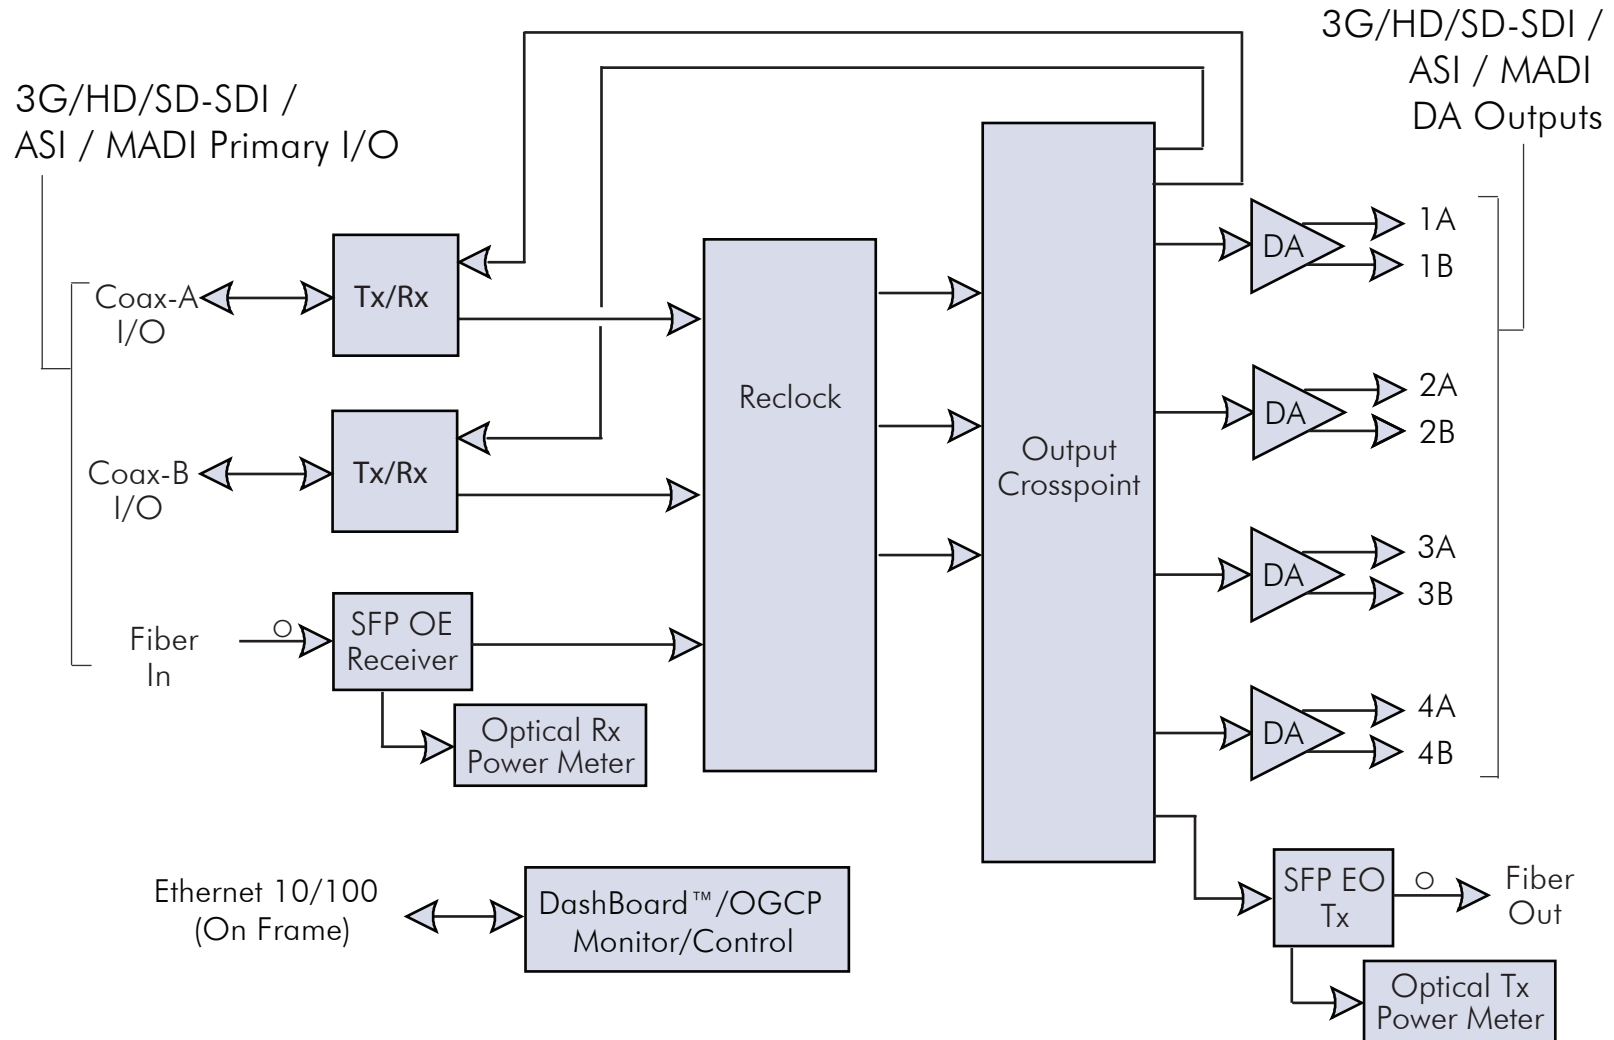 3G/HD/SD-SDI /
ASI / MADI
DA Outputs
3G/HD/SD-SDI /
ASI / MADI Primary I/O
Coax-A
I/O
Tx/Rx
Coax-B
I/O
Tx/Rx
Fiber
In
SFP OE
Receiver
Optical Rx
Power Meter
Reclock
Output
Crosspoint
DA
1A
1B
DA
2A
2B
DA
3A
3B
DA
4A
4B
Ethernet 10/100
(On Frame)
DashBoard™/OGCP
Monitor/Control
SFP EO
Tx
Fiber
Out
Optical Tx
Power Meter